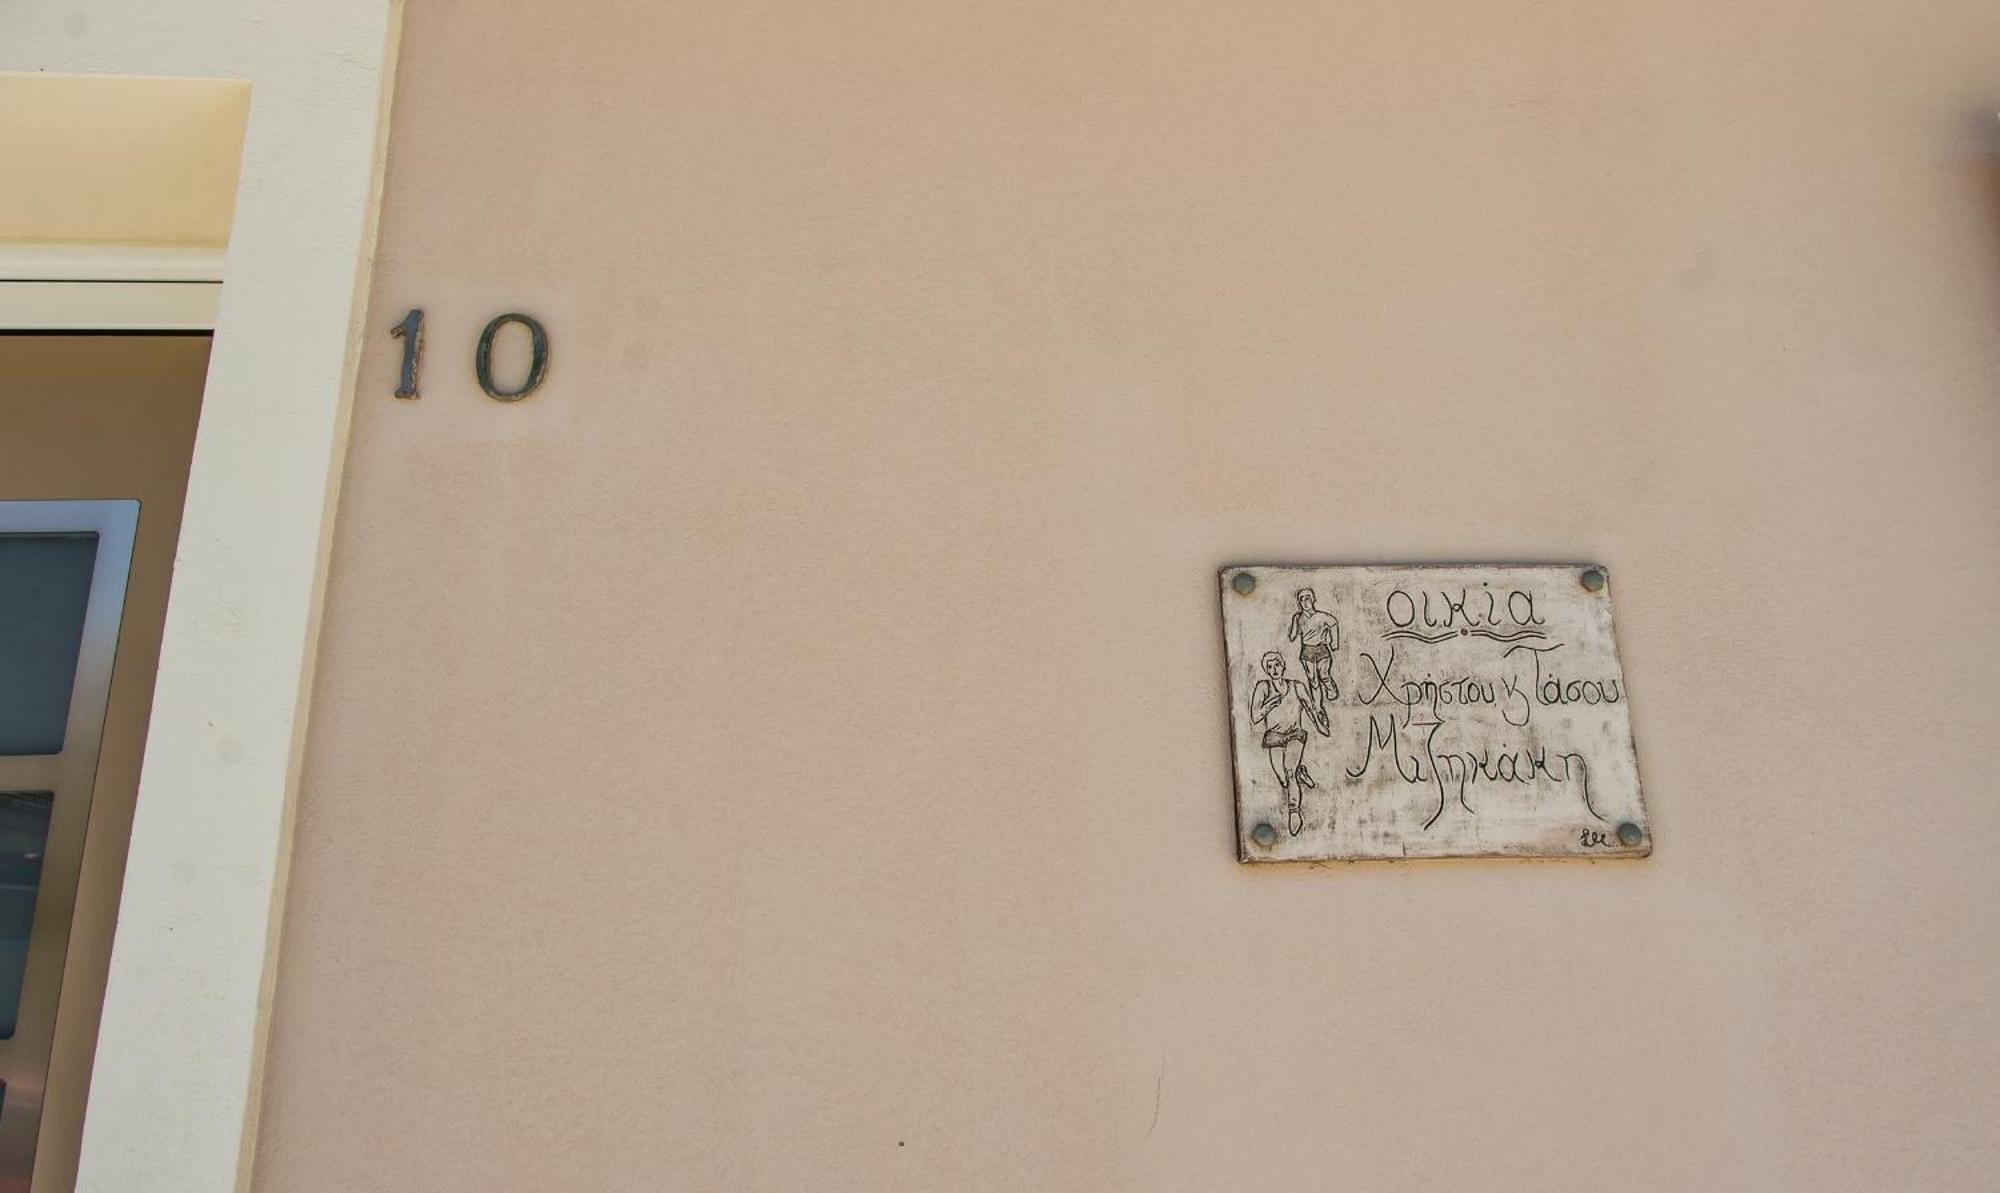 10
οικία
Χρήστου κ Τάσου
Μιζηκάκη